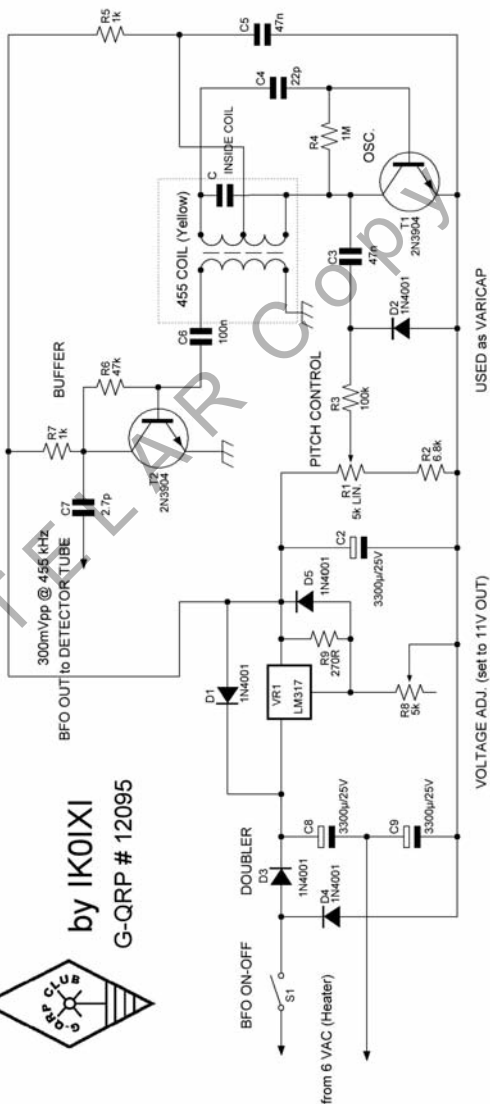 by IK0IXI
G-QRP # 12095
G-QRP CLUB
300mVpp @ 455 kHz
BFO OUT to DETECTOR TUBE
C7
2.7p
R7
1k
BUFFER
R6
47k
T2
2N3904
C6
100n
455 COIL (Yellow)
C
INSIDE COIL
R5
1k
C5
47n
C4
22p
R4
1M
OSC.
T1
2N3904
C3
47n
D2
1N4001
USED as VARICAP
R3
100k
PITCH CONTROL
R1
5k LIN.
R2
6.8k
C2
3300µ/25V
D5
1N4001
R9
270R
VR1
LM317
D1
1N4001
R8
5k
VOLTAGE ADJ. (set to 11V OUT)
DOUBLER
D3
1N4001
D4
1N4001
C8
3300µ/25V
C9
3300µ/25V
BFO ON-OFF
S1
from 6 VAC (Heater)
TELAR Copy